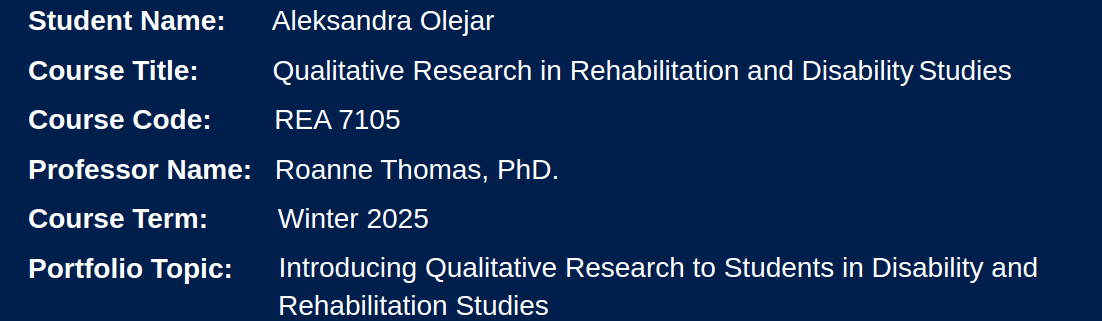 Student Name: Aleksandra Olejar
Course Title: Qualitative Research in Rehabilitation and Disability Studies
Course Code: REA 7105
Professor Name: Roanne Thomas, PhD.
Course Term: Winter 2025
Portfolio Topic: Introducing Qualitative Research to Students in Disability and
Rehabilitation Studies